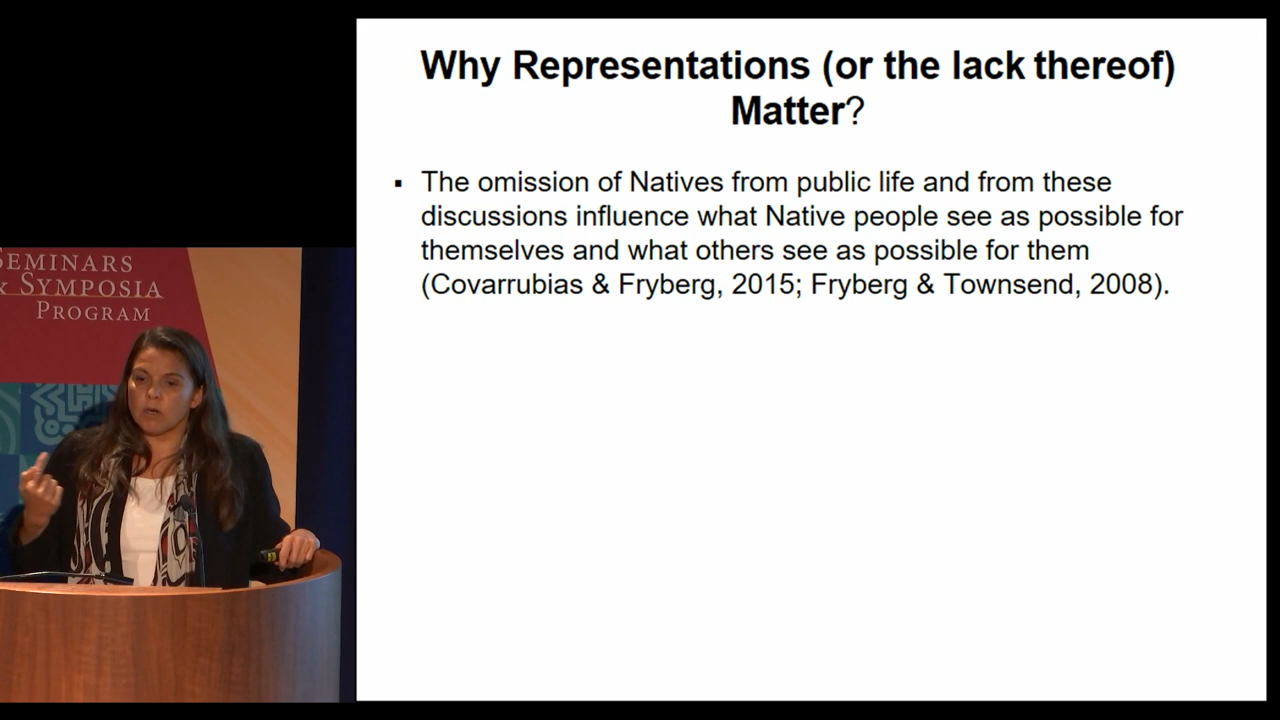 SEMINARS
& SYMPOSIA
PROGRAM
Why Representations (or the lack thereof)
Matter?
▪ The omission of Natives from public life and from these
discussions influence what Native people see as possible for
themselves and what others see as possible for them
(Covarrubias & Fryberg, 2015; Fryberg & Townsend, 2008).